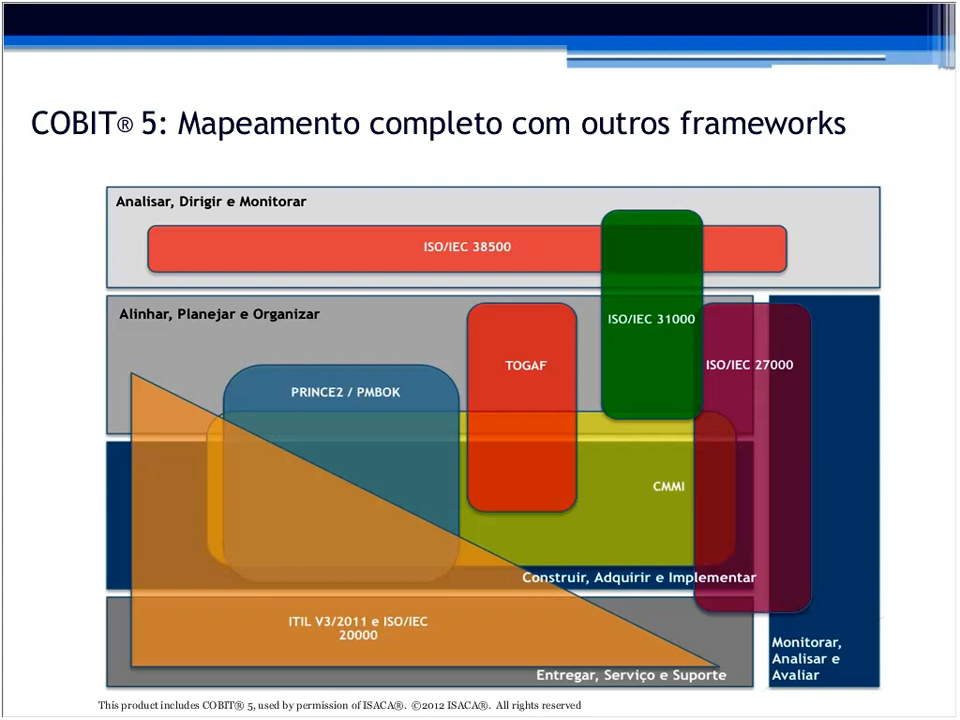 COBIT® 5: Mapeamento completo com outros frameworks
Analisar, Dirigir e Monitorar
ISO/IEC 38500
Alinhar, Planejar e Organizar
ISO/IEC 31000
TOGAF
ISO/IEC 27000
PRINCE2 / PMBOK
CMMI
Construir, Adquirir e Implementar
ITIL V3/2011 e ISO/IEC
20000
Entregar, Serviço e Suporte
Monitorar,
Analisar e
Avaliar
This product includes COBIT® 5, used by permission of ISACA®. ©2012 ISACA®. All rights reserved